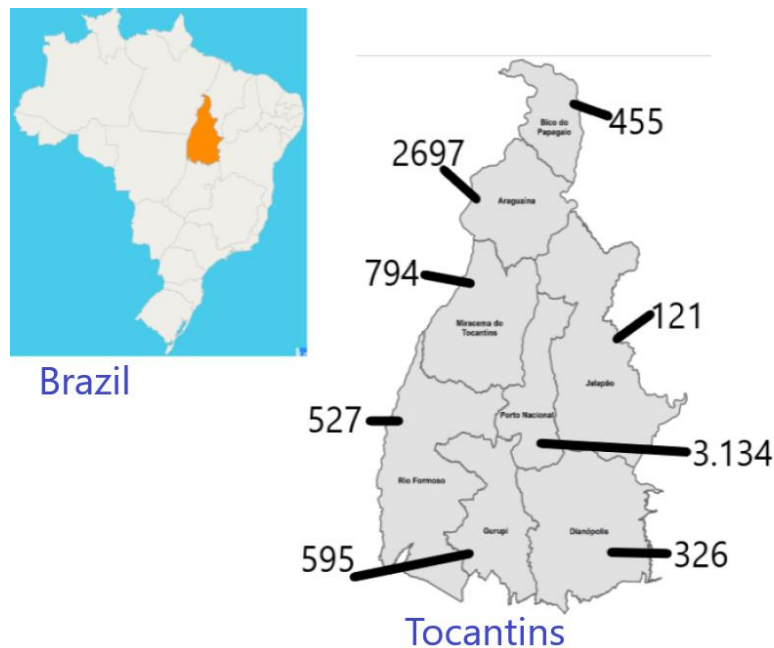 Bico do
Papagaio
455
2697
Araguaína
794
121
Miracema do
Tocantins
Jalapão
527
Porto Nacional
3.134
Rio Formoso
Gurupi
Dianópolis
595
326
Brazil
Tocantins